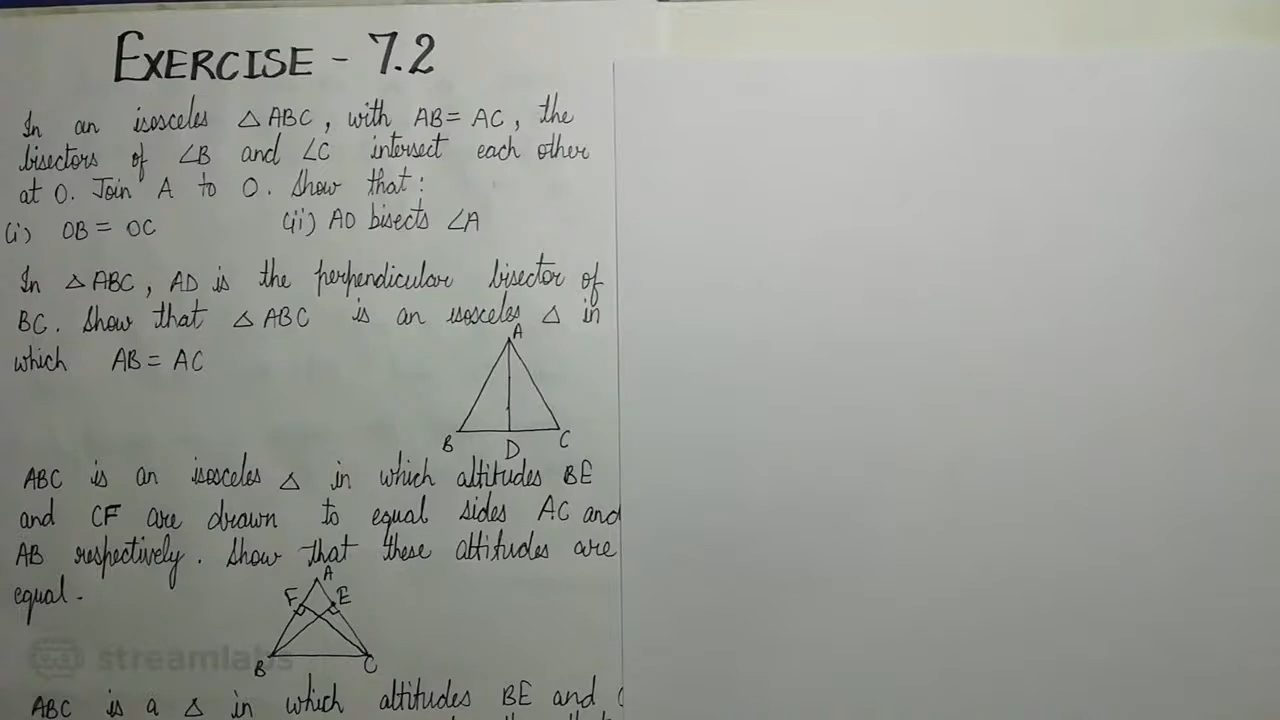 EXERCISE - 7.2
In an isosceles △ ABC, with AB = AC, the
bisectors of ∠B and ∠C intersect each other
at O. Join A to O. Show that :
(i) OB = OC (ii) AO bisects ∠A
In △ ABC, AD is the perpendicular bisector of
BC. Show that △ ABC is an isosceles △ in
which AB = AC
A
B D C
ABC is an isosceles △ in which altitudes BE
and CF are drawn to equal sides AC and
AB respectively. Show that these altitudes are
equal.
A
F E
B C
streamlabs
ABC is a △ in which altitudes BE and